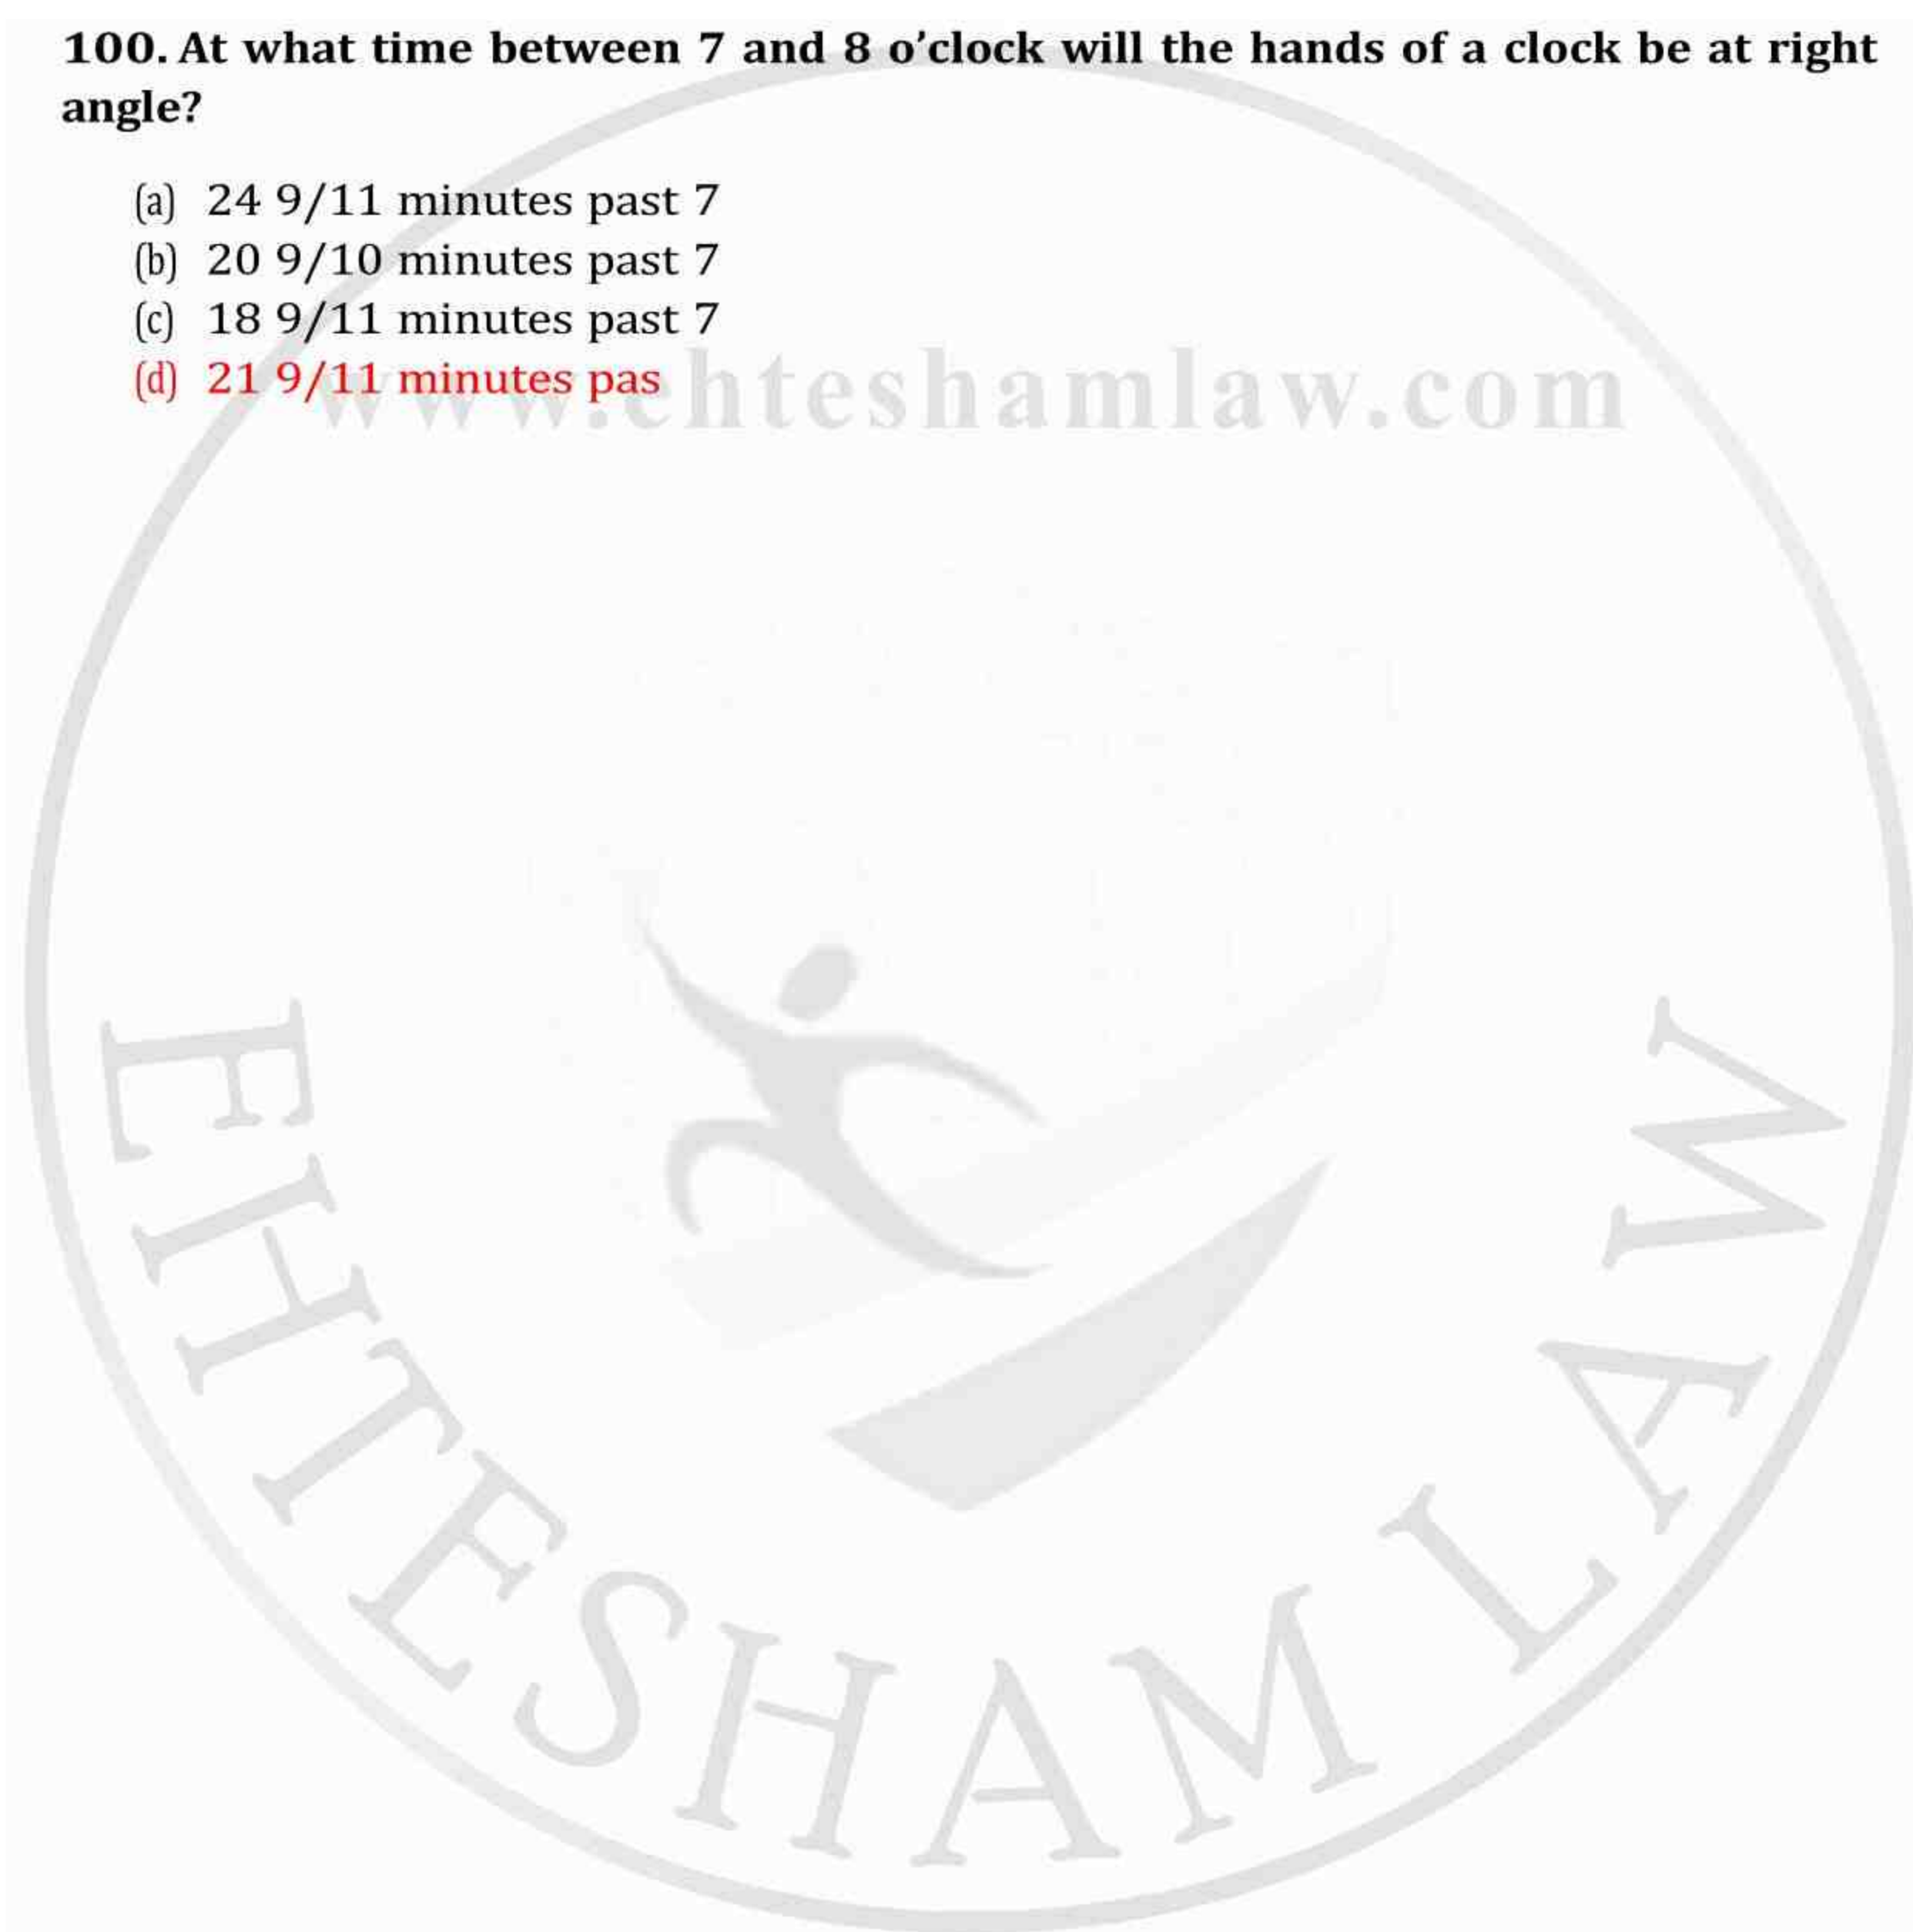 100. At what time between 7 and 8 o’clock will the hands of a clock be at right
angle?
(a) 24 9/11 minutes past 7
(b) 20 9/10 minutes past 7
(c) 18 9/11 minutes past 7
(d) 21 9/11 minutes pas
www.ehteshamlaw.com
EHTESHAM LAW